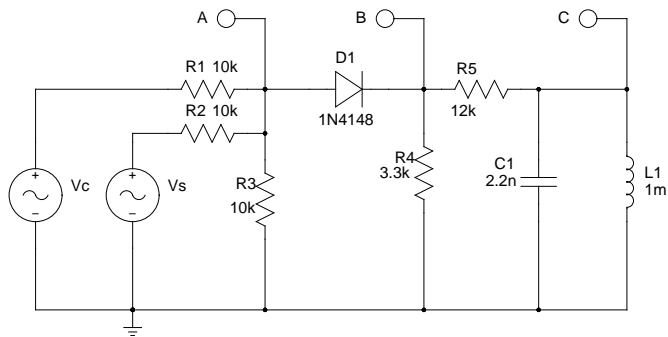 A
B
C
D1
R1 10k
R5
R2 10k
1N4148
12k
R4
3.3k
C1
2.2n
L1
1m
R3
10k
+
Vc
−
+
Vs
−